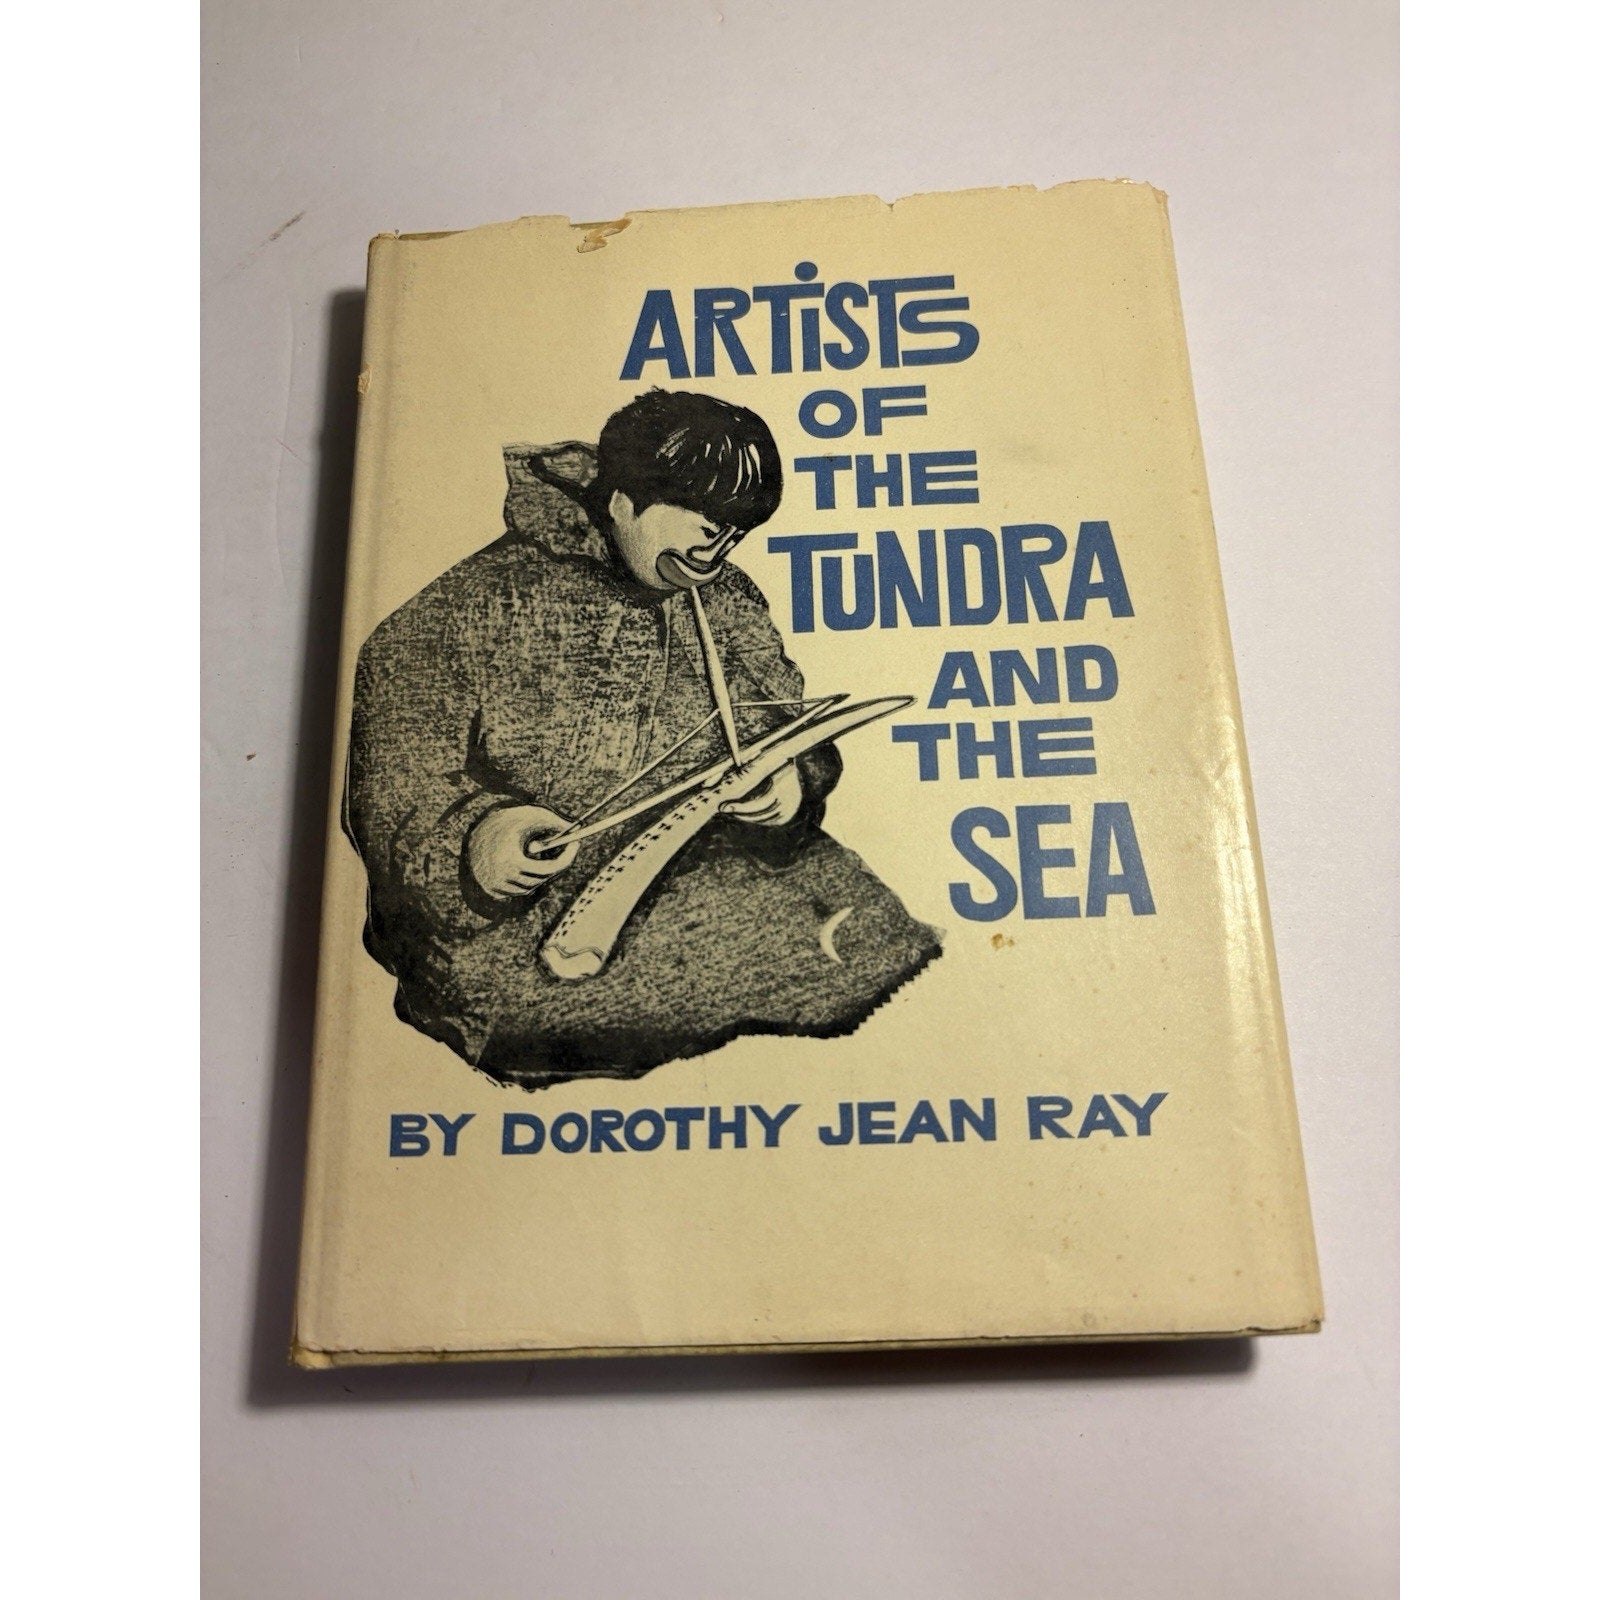 ARTiSTS
OF
THE
TUNDRA
AND
THE
SEA
BY DOROTHY JEAN RAY